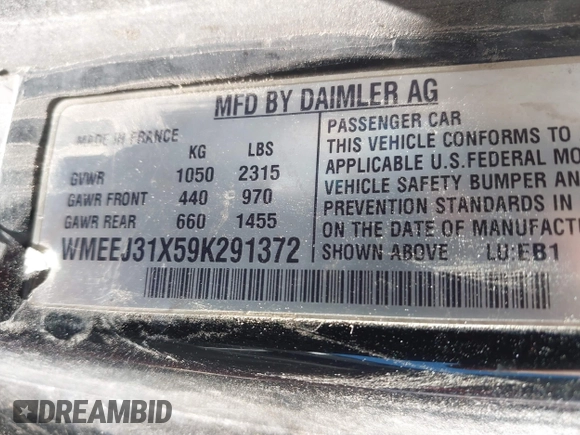 MFD BY DAIMLER AG
MADE IN FRANCE
KG LBS
GVWR 1050 2315
GAWR FRONT 440 970
GAWR REAR 660 1455
WMEEJ31X59K291372
PASSENGER CAR
THIS VEHICLE CONFORMS TO
APPLICABLE U.S.FEDERAL MO
VEHICLE SAFETY BUMPER AN
PREVENTION STANDARDS IN
ON THE DATE OF MANUFACTU
SHOWN ABOVE LU:EB1
DREAMBID